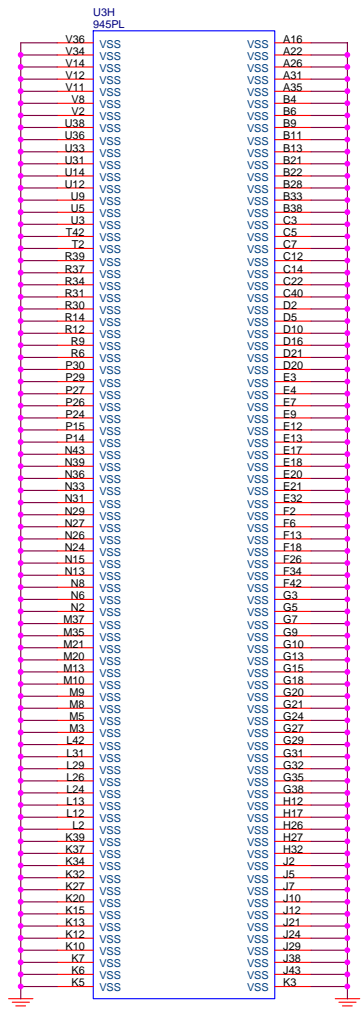 U3H
945PL
V36 VSS
V34 VSS
V14 VSS
V12 VSS
V11 VSS
V8 VSS
V2 VSS
U38 VSS
U36 VSS
U33 VSS
U31 VSS
U14 VSS
U12 VSS
U9 VSS
U5 VSS
U3 VSS
T42 VSS
T2 VSS
R39 VSS
R37 VSS
R34 VSS
R31 VSS
R30 VSS
R14 VSS
R12 VSS
R9 VSS
R6 VSS
P30 VSS
P29 VSS
P27 VSS
P26 VSS
P24 VSS
P15 VSS
P14 VSS
N43 VSS
N39 VSS
N36 VSS
N33 VSS
N31 VSS
N29 VSS
N27 VSS
N26 VSS
N24 VSS
N15 VSS
N13 VSS
N8 VSS
N6 VSS
N2 VSS
M37 VSS
M35 VSS
M21 VSS
M20 VSS
M13 VSS
M10 VSS
M9 VSS
M8 VSS
M5 VSS
M3 VSS
L42 VSS
L31 VSS
L29 VSS
L26 VSS
L24 VSS
L13 VSS
L12 VSS
L2 VSS
K39 VSS
K37 VSS
K34 VSS
K32 VSS
K27 VSS
K20 VSS
K15 VSS
K13 VSS
K12 VSS
K10 VSS
K7 VSS
K6 VSS
K5 VSS
VSS A16
VSS A22
VSS A26
VSS A31
VSS A35
VSS B4
VSS B6
VSS B9
VSS B11
VSS B13
VSS B21
VSS B22
VSS B28
VSS B33
VSS B38
VSS C3
VSS C5
VSS C7
VSS C12
VSS C14
VSS C22
VSS C40
VSS D2
VSS D5
VSS D10
VSS D16
VSS D21
VSS D20
VSS E3
VSS E4
VSS E7
VSS E9
VSS E12
VSS E13
VSS E17
VSS E18
VSS E20
VSS E21
VSS E32
VSS F2
VSS F6
VSS F13
VSS F18
VSS F26
VSS F34
VSS F42
VSS G3
VSS G5
VSS G7
VSS G9
VSS G10
VSS G13
VSS G15
VSS G18
VSS G20
VSS G21
VSS G24
VSS G27
VSS G31
VSS G32
VSS G35
VSS G38
VSS H12
VSS H17
VSS H26
VSS H27
VSS H32
VSS J2
VSS J5
VSS J7
VSS J10
VSS J12
VSS J21
VSS J24
VSS J29
VSS J38
VSS J43
VSS K3